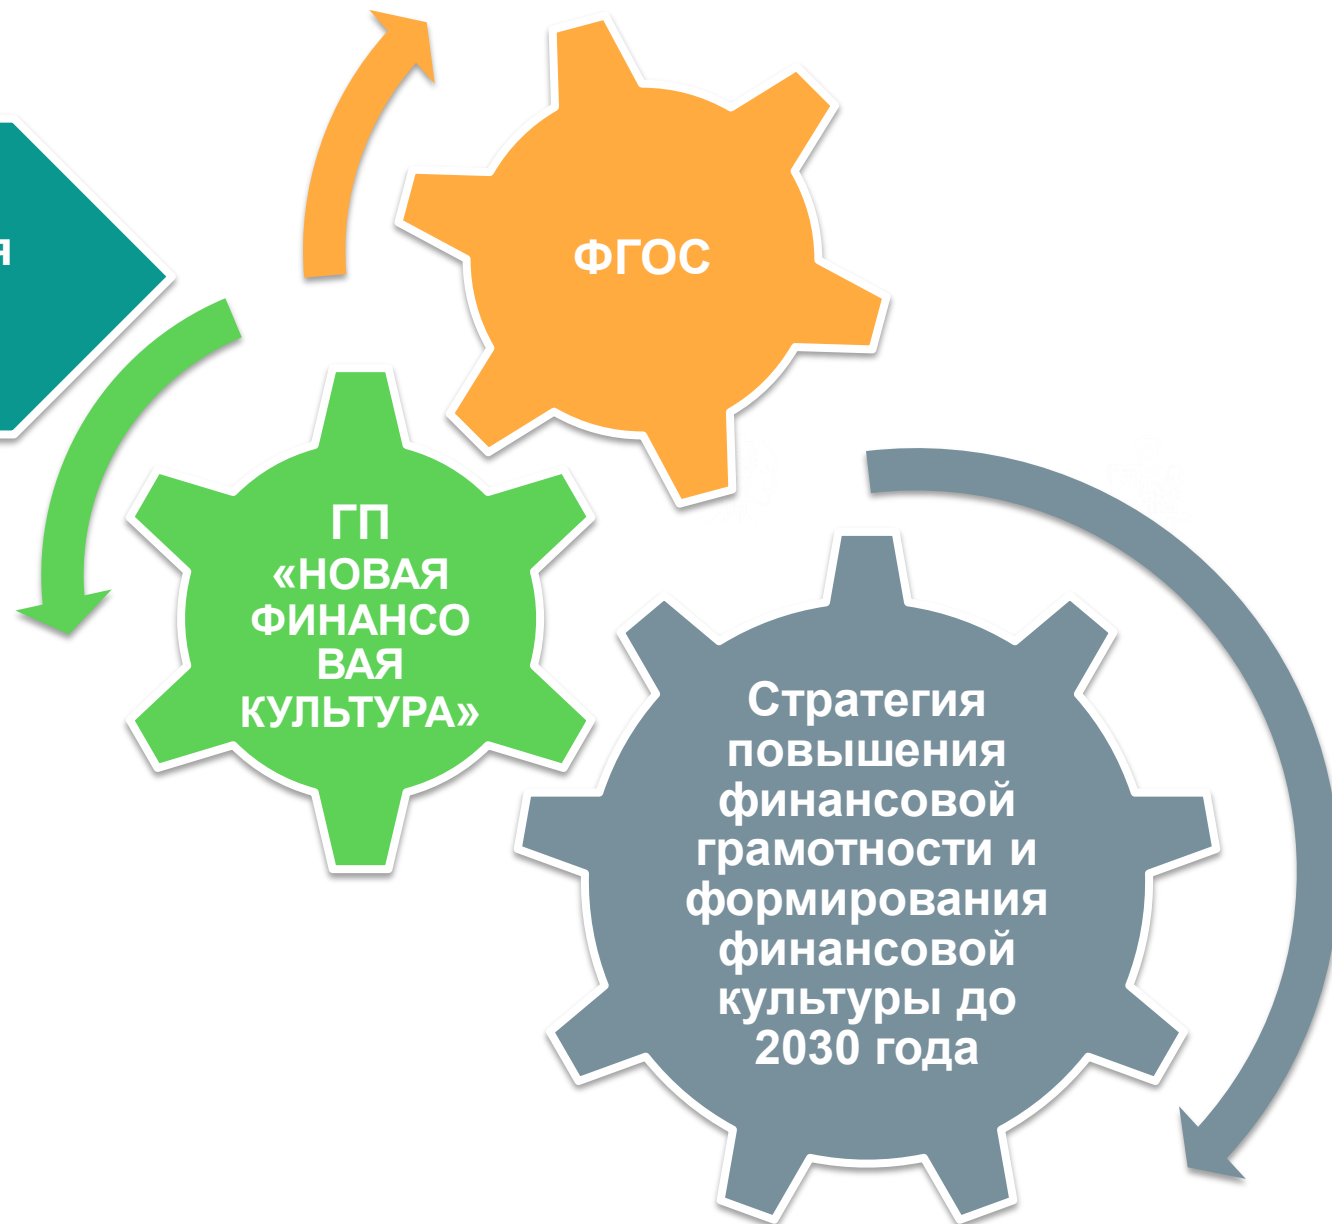 я
ФГОС
ГП
«НОВАЯ
ФИНАНСО
ВАЯ
КУЛЬТУРА»
Стратегия
повышения
финансовой
грамотности и
формирования
финансовой
культуры до
2030 года